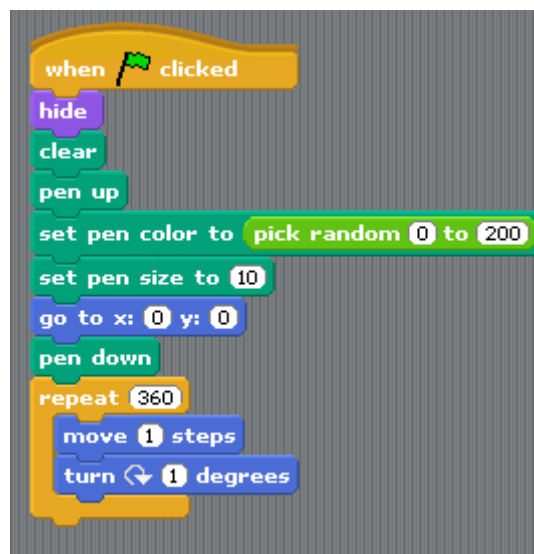 when clicked
hide
clear
pen up
set pen color to pick random 0 to 200
set pen size to 10
go to x: 0 y: 0
pen down
repeat 360
move 1 steps
turn 1 degrees